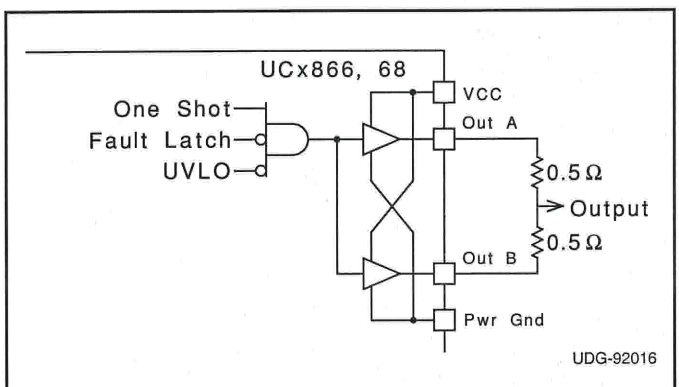 UCx866, 68
VCC
One Shot
Out A
Fault Latch
UVLO
0.5Ω
Output
0.5Ω
Out B
Pwr Gnd
UDG-92016